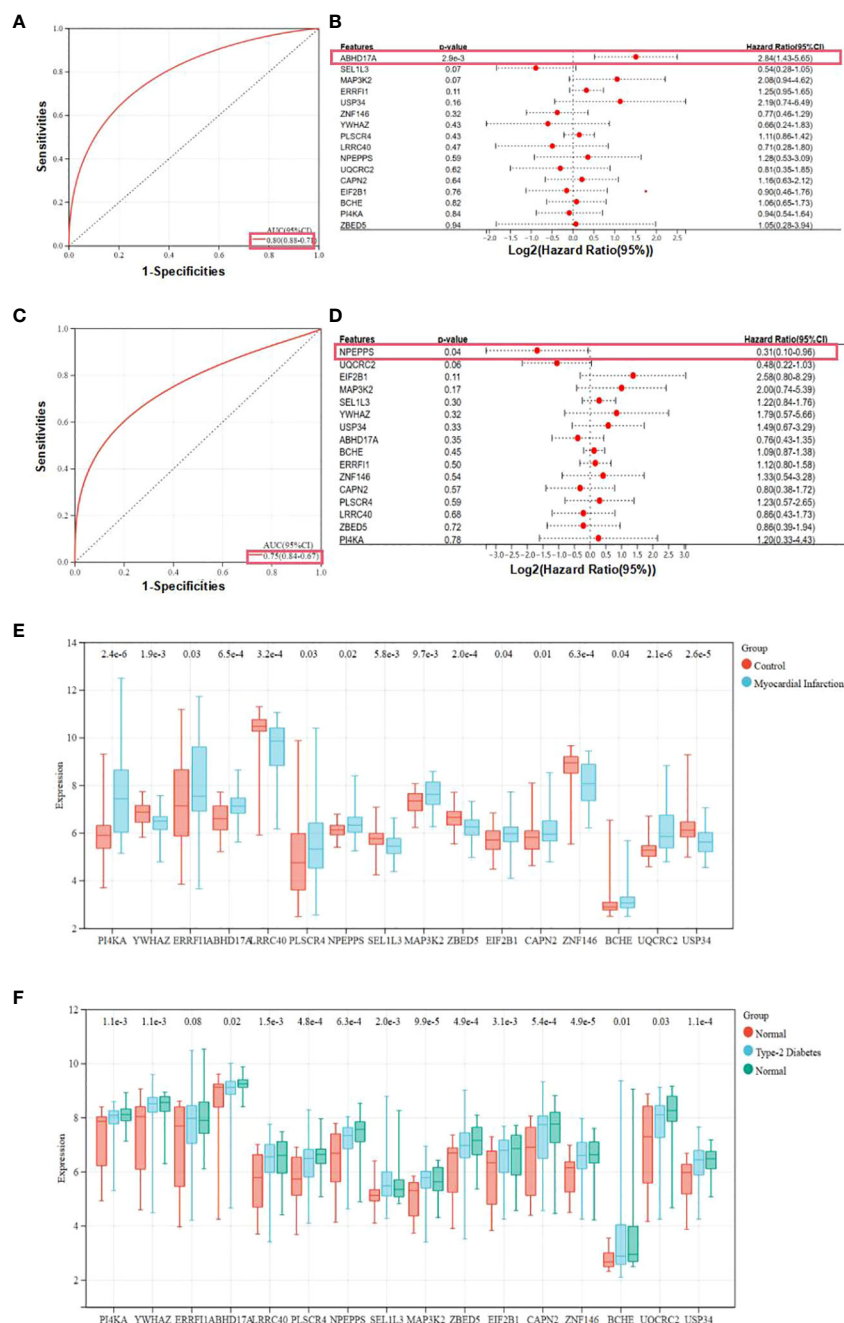 A
1.0
0.8
0.6
0.4
0.2
0.0
Sensitivities
AUC(95%CI)
0.80(0.88-0.71)
0.0 0.2 0.4 0.6 0.8 1.0
1-Specificities
B
Features p-value Hazard Ratio(95%CI)
ABHD17A 2.9e-3 2.84(1.43-5.65)
SEL1L3 0.07 0.54(0.28-1.05)
MAP3K2 0.07 2.08(0.94-4.62)
ERRFI1 0.11 1.25(0.95-1.65)
USP34 0.16 2.19(0.74-6.49)
ZNF146 0.32 0.77(0.46-1.29)
YWHAZ 0.43 0.66(0.24-1.83)
PLSCR4 0.43 1.11(0.86-1.42)
LRRC40 0.47 0.71(0.28-1.80)
NPEPPS 0.59 1.28(0.53-3.09)
UQCRC2 0.62 0.81(0.35-1.85)
CAPN2 0.64 1.16(0.63-2.12)
EIF2B1 0.76 0.90(0.46-1.76)
BCHE 0.82 1.06(0.65-1.73)
PI4KA 0.84 0.94(0.54-1.64)
ZBED5 0.94 1.05(0.28-3.94)
−2.0 −1.5 −1.0 −0.5 0.0 0.5 1.0 1.5 2.0 2.5
Log2(Hazard Ratio(95%))
C
1.0
0.8
0.6
0.4
0.2
0.0
Sensitivities
AUC(95%CI)
0.75(0.84-0.67)
0.0 0.2 0.4 0.6 0.8 1.0
1-Specificities
D
Features p-value Hazard Ratio(95%CI)
NPEPPS 0.04 0.31(0.10-0.96)
UQCRC2 0.06 0.48(0.22-1.03)
EIF2B1 0.11 2.58(0.80-8.29)
MAP3K2 0.17 2.00(0.74-5.39)
SEL1L3 0.30 1.22(0.84-1.76)
YWHAZ 0.32 1.79(0.57-5.66)
USP34 0.33 1.49(0.67-3.29)
ABHD17A 0.35 0.76(0.43-1.35)
BCHE 0.45 1.09(0.87-1.38)
ERRFI1 0.50 1.12(0.80-1.58)
ZNF146 0.54 1.33(0.54-3.28)
CAPN2 0.57 0.80(0.38-1.72)
PLSCR4 0.59 1.23(0.57-2.65)
LRRC40 0.68 0.86(0.43-1.73)
ZBED5 0.72 0.86(0.39-1.94)
PI4KA 0.78 1.20(0.33-4.43)
−3.0−2.5−2.0−1.5−1.0−0.5 0.0 0.5 1.0 1.5 2.0 2.5 3.0
Log2(Hazard Ratio(95%))
E
14
12
10
8
6
4
2
Expression
2.4e-6 1.9e-3 0.03 6.5e-4 3.2e-4 0.03 0.02 5.8e-3 9.7e-3 2.0e-4 0.04 0.01 6.3e-4 0.04 2.1e-6 2.6e-5
PI4KA YWHAZ ERRFI1 ABHD17A LRRC40 PLSCR4 NPEPPS SEL1L3 MAP3K2 ZBED5 EIF2B1 CAPN2 ZNF146 BCHE UQCRC2 USP34
Group
Control
Myocardial Infarction
F
12
10
8
6
4
2
Expression
1.1e-3 1.1e-3 0.08 0.02 1.5e-3 4.8e-4 6.3e-4 2.0e-3 9.9e-5 4.9e-4 3.1e-3 5.4e-4 4.9e-5 0.01 0.03 1.1e-4
PI4KA YWHAZ ERRFI1 ABHD17A LRRC40 PLSCR4 NPEPPS SEL1L3 MAP3K2 ZBED5 EIF2B1 CAPN2 ZNF146 BCHE UQCRC2 USP34
Group
Normal
Type-2 Diabetes
Normal